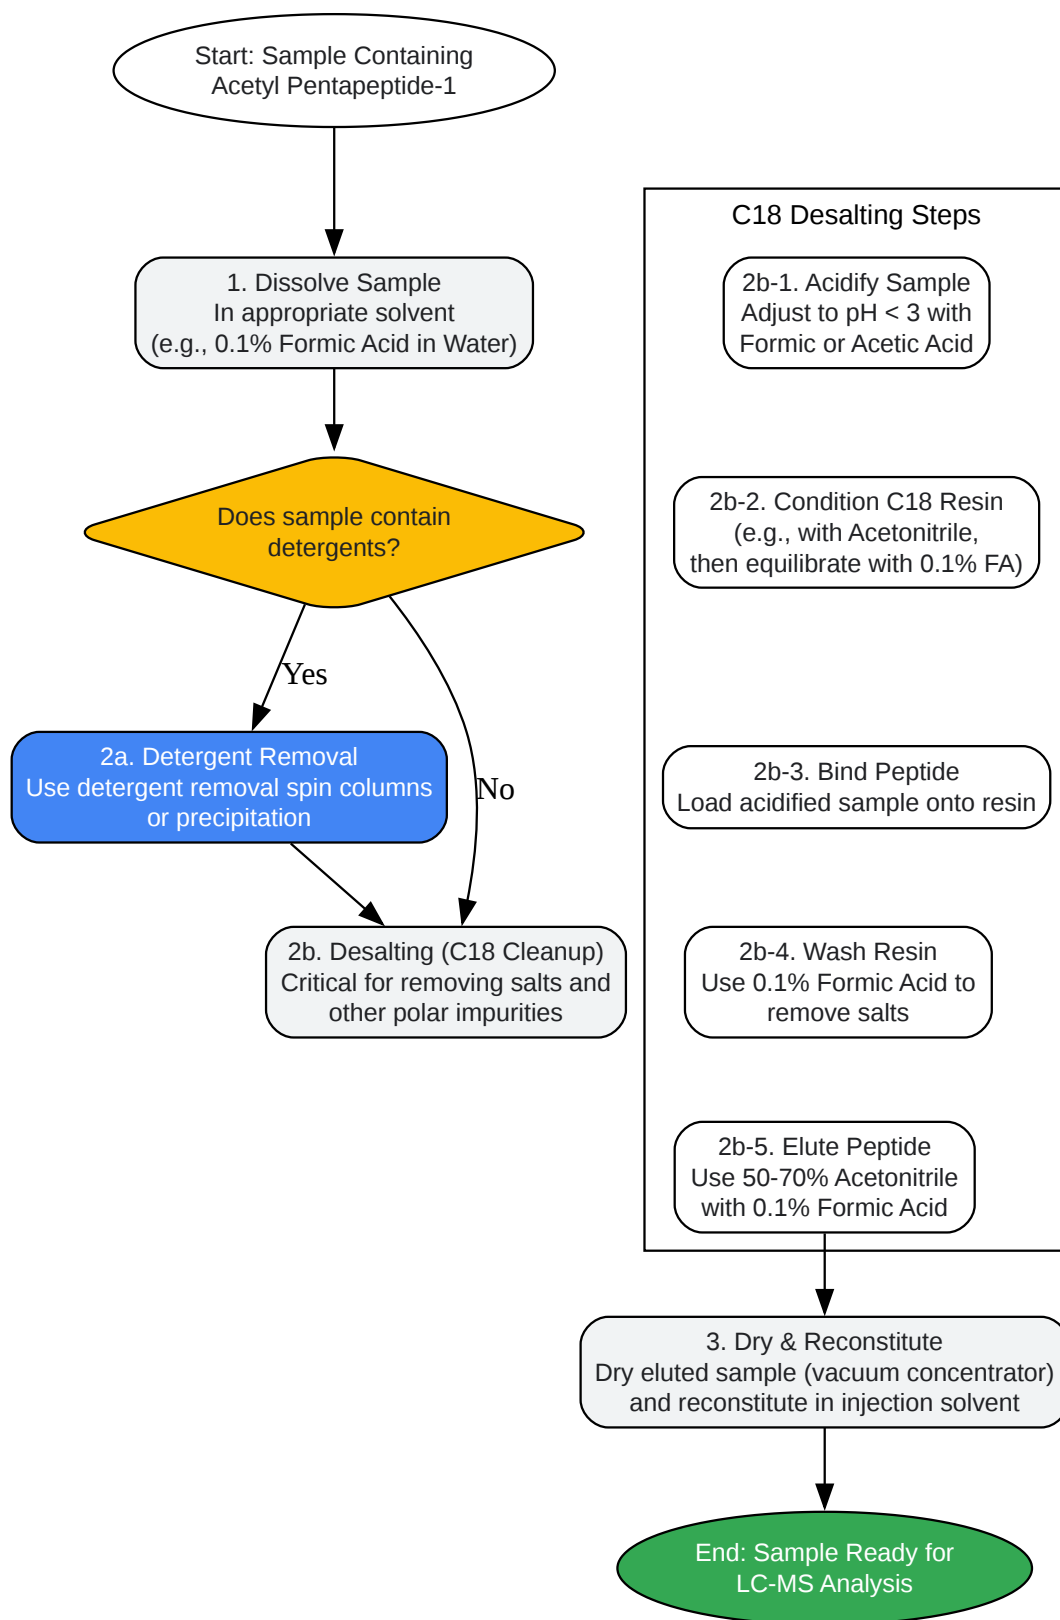 Start: Sample Containing
Acetyl Pentapeptide-1
1. Dissolve Sample
In appropriate solvent
(e.g., 0.1% Formic Acid in Water)
Does sample contain
detergents?
Yes
No
2a. Detergent Removal
Use detergent removal spin columns
or precipitation
2b. Desalting (C18 Cleanup)
Critical for removing salts and
other polar impurities
C18 Desalting Steps
2b-1. Acidify Sample
Adjust to pH < 3 with
Formic or Acetic Acid
2b-2. Condition C18 Resin
(e.g., with Acetonitrile,
then equilibrate with 0.1% FA)
2b-3. Bind Peptide
Load acidified sample onto resin
2b-4. Wash Resin
Use 0.1% Formic Acid to
remove salts
2b-5. Elute Peptide
Use 50-70% Acetonitrile
with 0.1% Formic Acid
3. Dry & Reconstitute
Dry eluted sample (vacuum concentrator)
and reconstitute in injection solvent
End: Sample Ready for
LC-MS Analysis